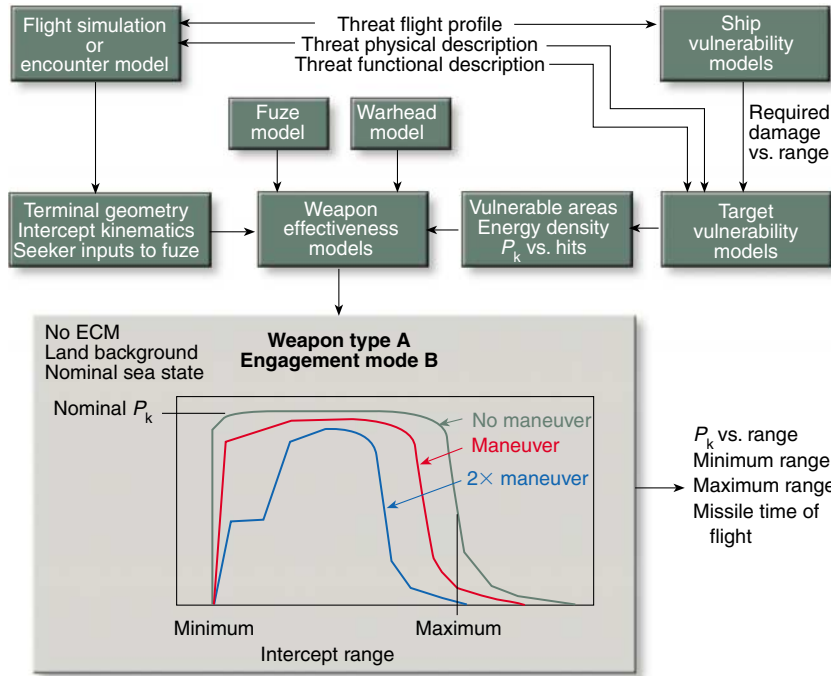 Flight simulation
or
encounter model
Threat flight profile
Threat physical description
Threat functional description
Ship
vulnerability
models
Fuze
model
Warhead
model
Required
damage
vs. range
Terminal geometry
Intercept kinematics
Seeker inputs to fuze
Weapon
effectiveness
models
Vulnerable areas
Energy density
Pk vs. hits
Target
vulnerability
models
No ECM
Land background
Nominal sea state
Weapon type A
Engagement mode B
Nominal Pk
No maneuver
Maneuver
2× maneuver
Minimum
Maximum
Intercept range
Pk vs. range
Minimum range
Maximum range
Missile time of
flight